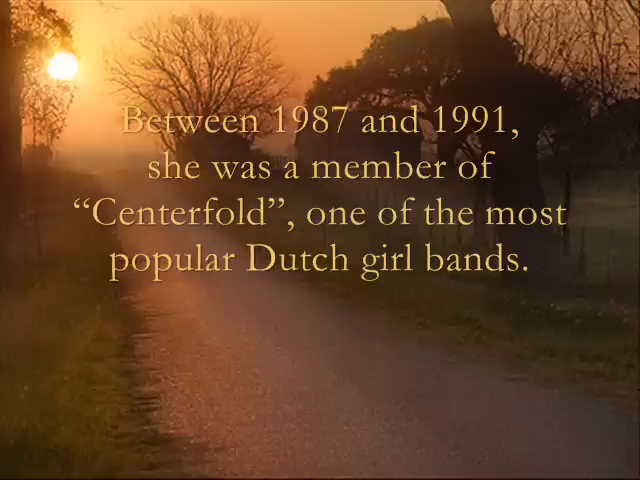 Between 1987 and 1991,
she was a member of
“Centerfold”, one of the most
popular Dutch girl bands.